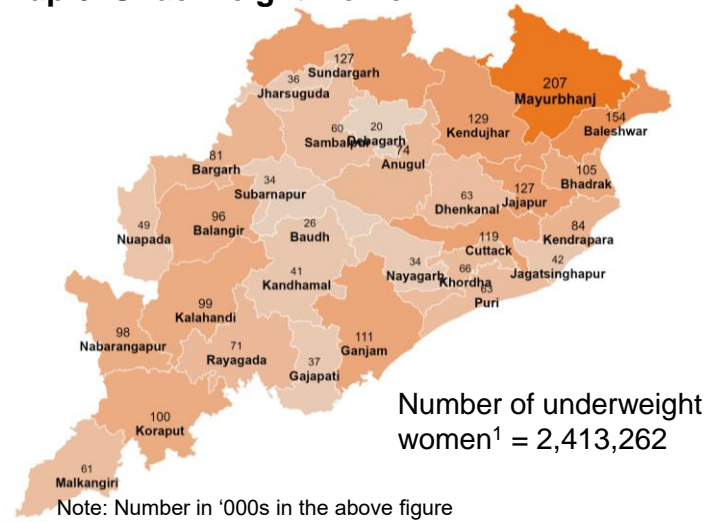 127
Sundargarh
36
Jharsuguda
207
Mayurbhanj
154
Baleshwar
129
Kendujhar
60
Sambalpur
20
Debagarh
74
Anugul
81
Bargarh
105
Bhadrak
34
Subarnapur
63
Dhenkanal
127
Jajapur
49
Nuapada
96
Balangir
26
Baudh
84
Kendrapara
119
Cuttack
34
Nayagarh
66
Khordha
42
Jagatsinghapur
63
Puri
41
Kandhamal
99
Kalahandi
98
Nabarangapur
71
Rayagada
37
Gajapati
111
Ganjam
100
Koraput
61
Malkangiri
Number of underweight
women¹ = 2,413,262
Note: Number in ‘000s in the above figure